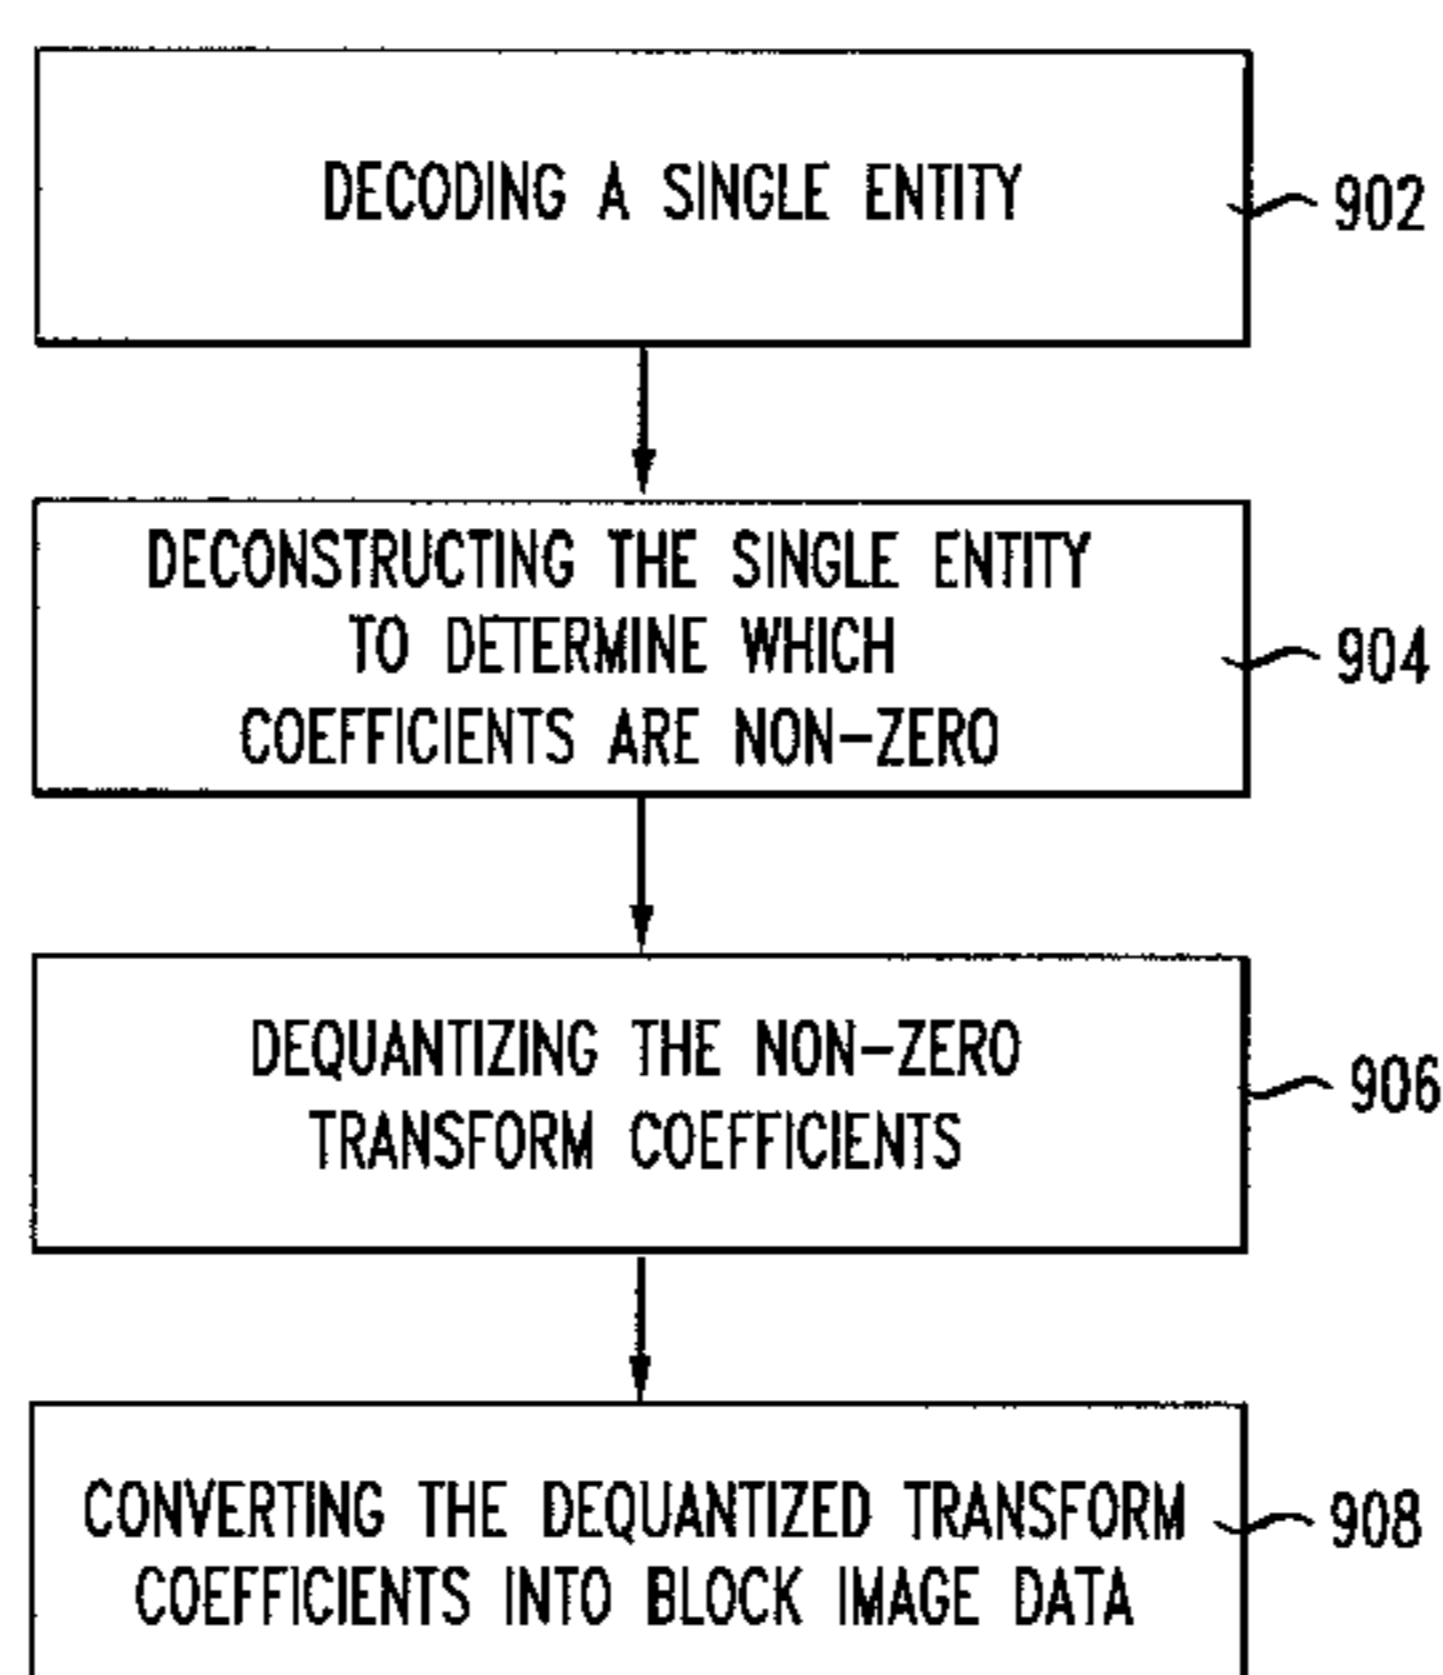 DECODING A SINGLE ENTITY
902
DECONSTRUCTING THE SINGLE ENTITY
TO DETERMINE WHICH
COEFFICIENTS ARE NON-ZERO
904
DEQUANTIZING THE NON-ZERO
TRANSFORM COEFFICIENTS
906
CONVERTING THE DEQUANTIZED TRANSFORM
COEFFICIENTS INTO BLOCK IMAGE DATA
908